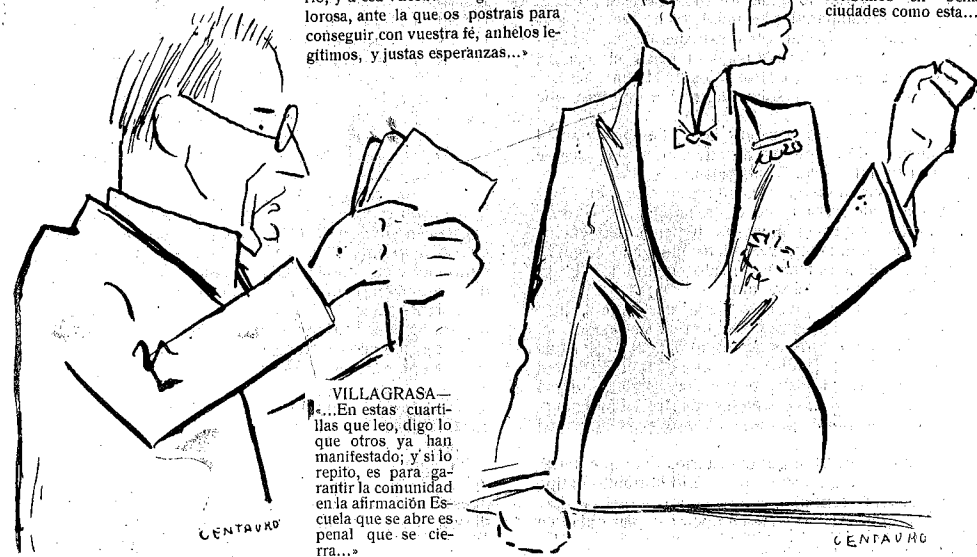 lorosa, ante la que os postrais para
conseguir con vuestra fé, anhelos le-
gítimos, y justas esperanzas...»
ciudades como esta...
VILLAGRASA—
«...En estas cuarti-
llas que leo, digo lo
que otros ya han
manifestado; y si lo
repito, es para ga-
rantir la comunidad
en la afirmación Es-
cuela que se abre es
penal que se cie-
rra...»
CENTAURO
CENTAURO